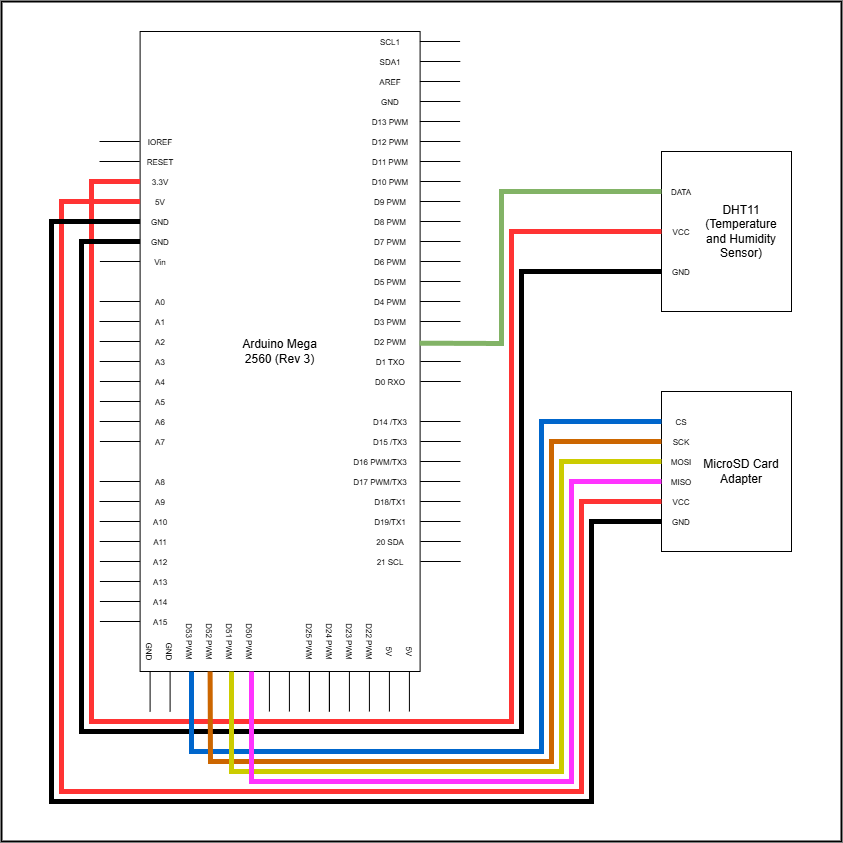 SCL1
SDA1
AREF
GND
D13 PWM
IOREF
D12 PWM
RESET
D11 PWM
3.3V
D10 PWM
5V
D9 PWM
GND
D8 PWM
GND
D7 PWM
Vin
D6 PWM
D5 PWM
A0
D4 PWM
A1
D3 PWM
A2
D2 PWM
A3
D1 TXO
A4
D0 RXO
A5
A6
D14 /TX3
A7
D15 /TX3
D16 PWM/TX3
A8
D17 PWM/TX3
A9
D18/TX1
A10
D19/TX1
A11
20 SDA
A12
21 SCL
A13
A14
A15
Arduino Mega
2560 (Rev 3)
GND
GND
D53 PWM
D52 PWM
D51 PWM
D50 PWM
D25 PWM
D24 PWM
D23 PWM
D22 PWM
5V
5V
DATA
VCC
GND
DHT11
(Temperature
and Humidity
Sensor)
CS
SCK
MOSI
MISO
VCC
GND
MicroSD Card
Adapter